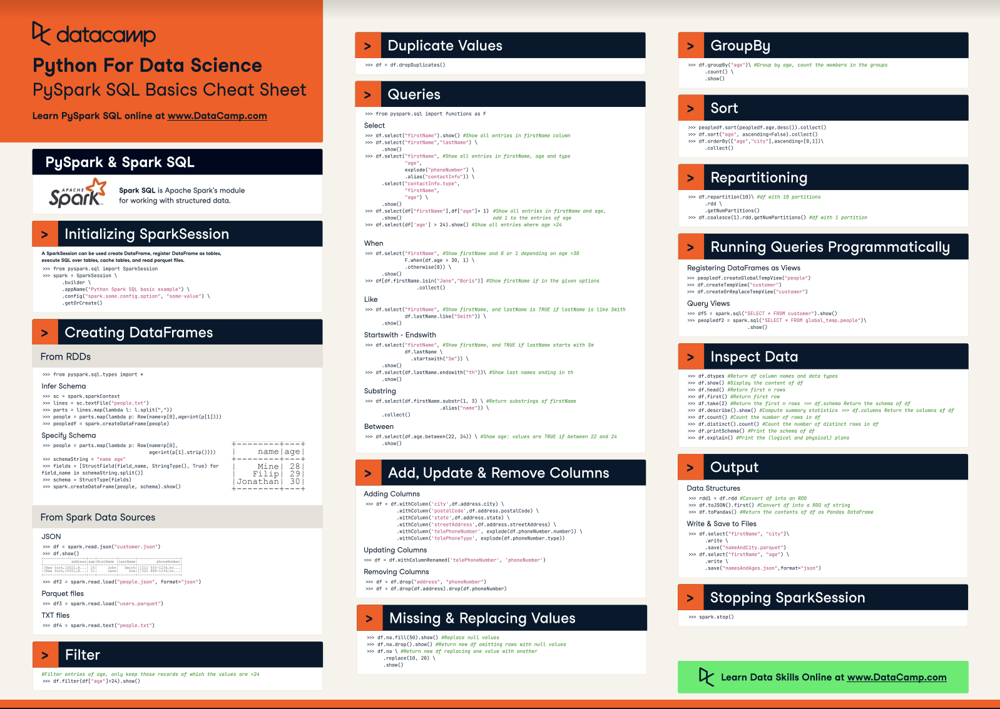 datacamp
Python For Data Science
PySpark SQL Basics Cheat Sheet
Learn PySpark SQL online at www.DataCamp.com
PySpark & Spark SQL
APACHE
Spark
Spark SQL is Apache Spark's module
for working with structured data.
> Initializing SparkSession
A SparkSession can be used create DataFrame, register DataFrame as tables,
execute SQL over tables, cache tables, and read parquet files.
>>> from pyspark.sql import SparkSession
>>> spark = SparkSession \
.builder \
.appName("Python Spark SQL basic example") \
.config("spark.some.config.option", "some-value") \
.getOrCreate()
> Creating DataFrames
From RDDs
>>> from pyspark.sql.types import *
Infer Schema
>>> sc = spark.sparkContext
>>> lines = sc.textFile("people.txt")
>>> parts = lines.map(lambda l: l.split(","))
>>> people = parts.map(lambda p: Row(name=p[0],age=int(p[1])))
>>> peopledf = spark.createDataFrame(people)
Specify Schema
>>> people = parts.map(lambda p: Row(name=p[0],
age=int(p[1].strip())))
>>> schemaString = "name age"
>>> fields = [StructField(field_name, StringType(), True) for
field_name in schemaString.split()]
>>> schema = StructType(fields)
>>> spark.createDataFrame(people, schema).show()
+--------+---+
|    name|age|
+--------+---+
|    Mine| 28|
|   Filip| 29|
|Jonathan| 30|
+--------+---+
From Spark Data Sources
JSON
>>> df = spark.read.json("customer.json")
>>> df.show()
| address|age|firstName |lastName| phoneNumber|
|[New York,10021,N...| 25| John| Smith|[[212 555-1234,ho...|
|[New York,10021,N...| 21| Jane| Doe|[[322 888-1234,ho...|
>>> df2 = spark.read.load("people.json", format="json")
Parquet files
>>> df3 = spark.read.load("users.parquet")
TXT files
>>> df4 = spark.read.text("people.txt")
> Filter
#Filter entries of age, only keep those records of which the values are >24
>>> df.filter(df["age"]>24).show()
> Duplicate Values
>>> df = df.dropDuplicates()
> Queries
>>> from pyspark.sql import functions as F
Select
>>> df.select("firstName").show() #Show all entries in firstName column
>>> df.select("firstName","lastName") \
.show()
>>> df.select("firstName", #Show all entries in firstName, age and type
"age",
explode("phoneNumber") \
.alias("contactInfo")) \
.select("contactInfo.type",
"firstName",
"age") \
.show()
>>> df.select(df["firstName"],df["age"]+ 1) #Show all entries in firstName and age,
.show() add 1 to the entries of age
>>> df.select(df['age'] > 24).show() #Show all entries where age >24
When
>>> df.select("firstName", #Show firstName and 0 or 1 depending on age >30
F.when(df.age > 30, 1) \
.otherwise(0)) \
.show()
>>> df[df.firstName.isin("Jane","Boris")] #Show firstName if in the given options
.collect()
Like
>>> df.select("firstName", #Show firstName, and lastName is TRUE if lastName is like Smith
df.lastName.like("Smith")) \
.show()
Startswith - Endswith
>>> df.select("firstName", #Show firstName, and TRUE if lastName starts with Sm
df.lastName \
.startswith("Sm")) \
.show()
>>> df.select(df.lastName.endswith("th"))\ #Show last names ending in th
.show()
Substring
>>> df.select(df.firstName.substr(1, 3) \ #Return substrings of firstName
.alias("name")) \
.collect()
Between
>>> df.select(df.age.between(22, 24)) \ #Show age: values are TRUE if between 22 and 24
.show()
> Add, Update & Remove Columns
Adding Columns
>>> df = df.withColumn('city',df.address.city) \
.withColumn('postalCode',df.address.postalCode) \
.withColumn('state',df.address.state) \
.withColumn('streetAddress',df.address.streetAddress) \
.withColumn('telePhoneNumber', explode(df.phoneNumber.number)) \
.withColumn('telePhoneType', explode(df.phoneNumber.type))
Updating Columns
>>> df = df.withColumnRenamed('telePhoneNumber', 'phoneNumber')
Removing Columns
>>> df = df.drop("address", "phoneNumber")
>>> df = df.drop(df.address).drop(df.phoneNumber)
> Missing & Replacing Values
>>> df.na.fill(50).show() #Replace null values
>>> df.na.drop().show() #Return new df omitting rows with null values
>>> df.na \ #Return new df replacing one value with another
.replace(10, 20) \
.show()
> GroupBy
>>> df.groupBy("age")\ #Group by age, count the members in the groups
.count() \
.show()
> Sort
>>> peopledf.sort(peopledf.age.desc()).collect()
>>> df.sort("age", ascending=False).collect()
>>> df.orderBy(["age","city"],ascending=[0,1])\
.collect()
> Repartitioning
>>> df.repartition(10)\ #df with 10 partitions
.rdd \
.getNumPartitions()
>>> df.coalesce(1).rdd.getNumPartitions() #df with 1 partition
> Running Queries Programmatically
Registering DataFrames as Views
>>> peopledf.createGlobalTempView("people")
>>> df.createTempView("customer")
>>> df.createOrReplaceTempView("customer")
Query Views
>>> df5 = spark.sql("SELECT * FROM customer").show()
>>> peopledf2 = spark.sql("SELECT * FROM global_temp.people")\
.show()
> Inspect Data
>>> df.dtypes #Return df column names and data types
>>> df.show() #Display the content of df
>>> df.head() #Return first n rows
>>> df.first() #Return first row
>>> df.take(2) #Return the first n rows >>> df.schema Return the schema of df
>>> df.describe().show() #Compute summary statistics >>> df.columns Return the columns of df
>>> df.count() #Count the number of rows in df
>>> df.distinct().count() #Count the number of distinct rows in df
>>> df.printSchema() #Print the schema of df
>>> df.explain() #Print the (logical and physical) plans
> Output
Data Structures
>>> rdd1 = df.rdd #Convert df into an RDD
>>> df.toJSON().first() #Convert df into a RDD of string
>>> df.toPandas() #Return the contents of df as Pandas DataFrame
Write & Save to Files
>>> df.select("firstName", "city")\
.write \
.save("nameAndCity.parquet")
>>> df.select("firstName", "age") \
.write \
.save("namesAndAges.json",format="json")
> Stopping SparkSession
>>> spark.stop()
Learn Data Skills Online at www.DataCamp.com